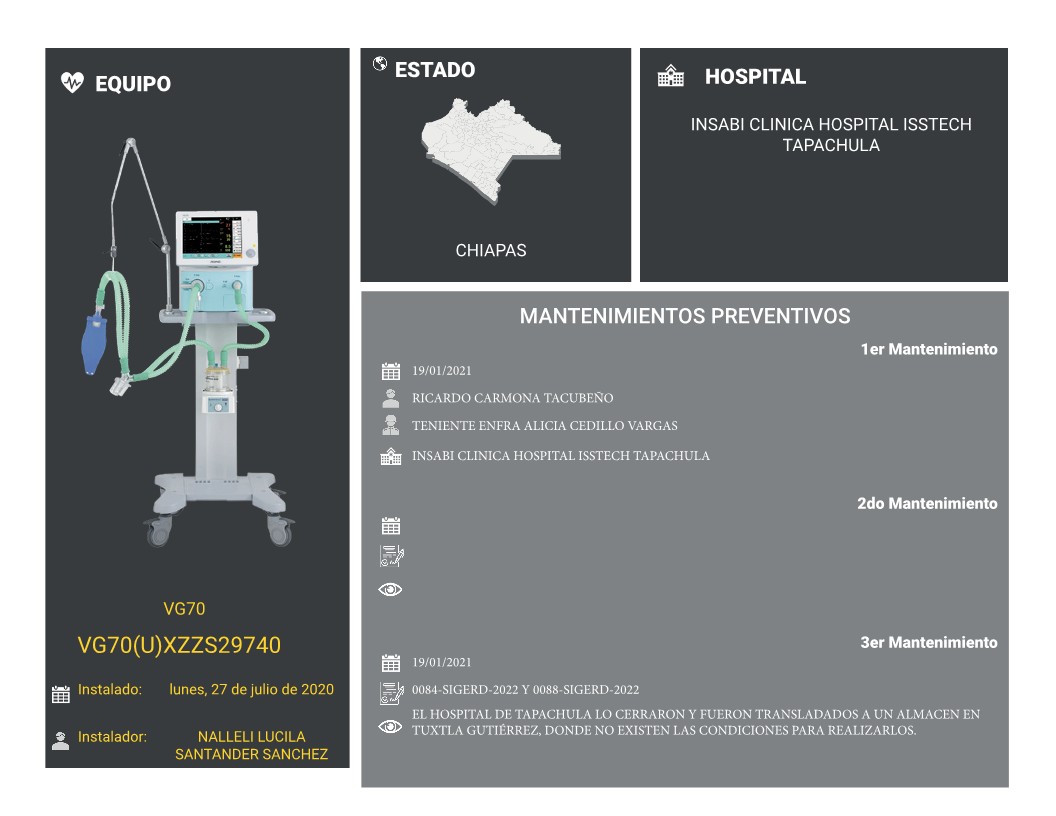 EQUIPO
VG70
VG70(U)XZZS29740
Instalado: lunes, 27 de julio de 2020
Instalador: NALLELI LUCILA
SANTANDER SANCHEZ
ESTADO
CHIAPAS
HOSPITAL
INSABI CLINICA HOSPITAL ISSTECH
TAPACHULA
MANTENIMIENTOS PREVENTIVOS
1er Mantenimiento
19/01/2021
RICARDO CARMONA TACUBEÑO
TENIENTE ENFRA ALICIA CEDILLO VARGAS
INSABI CLINICA HOSPITAL ISSTECH TAPACHULA
2do Mantenimiento
3er Mantenimiento
19/01/2021
0084-SIGERD-2022 Y 0088-SIGERD-2022
EL HOSPITAL DE TAPACHULA LO CERRARON Y FUERON TRANSLADADOS A UN ALMACEN EN
TUXTLA GUTIÉRREZ, DONDE NO EXISTEN LAS CONDICIONES PARA REALIZARLOS.